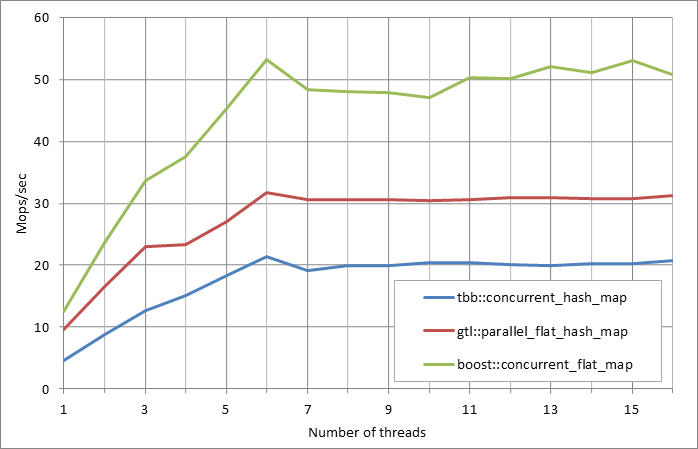 60
50
40
30
20
10
0
Mops/sec
tbb::concurrent_hash_map
gtl::parallel_flat_hash_map
boost::concurrent_flat_map
1 3 5 7 9 11 13 15
Number of threads